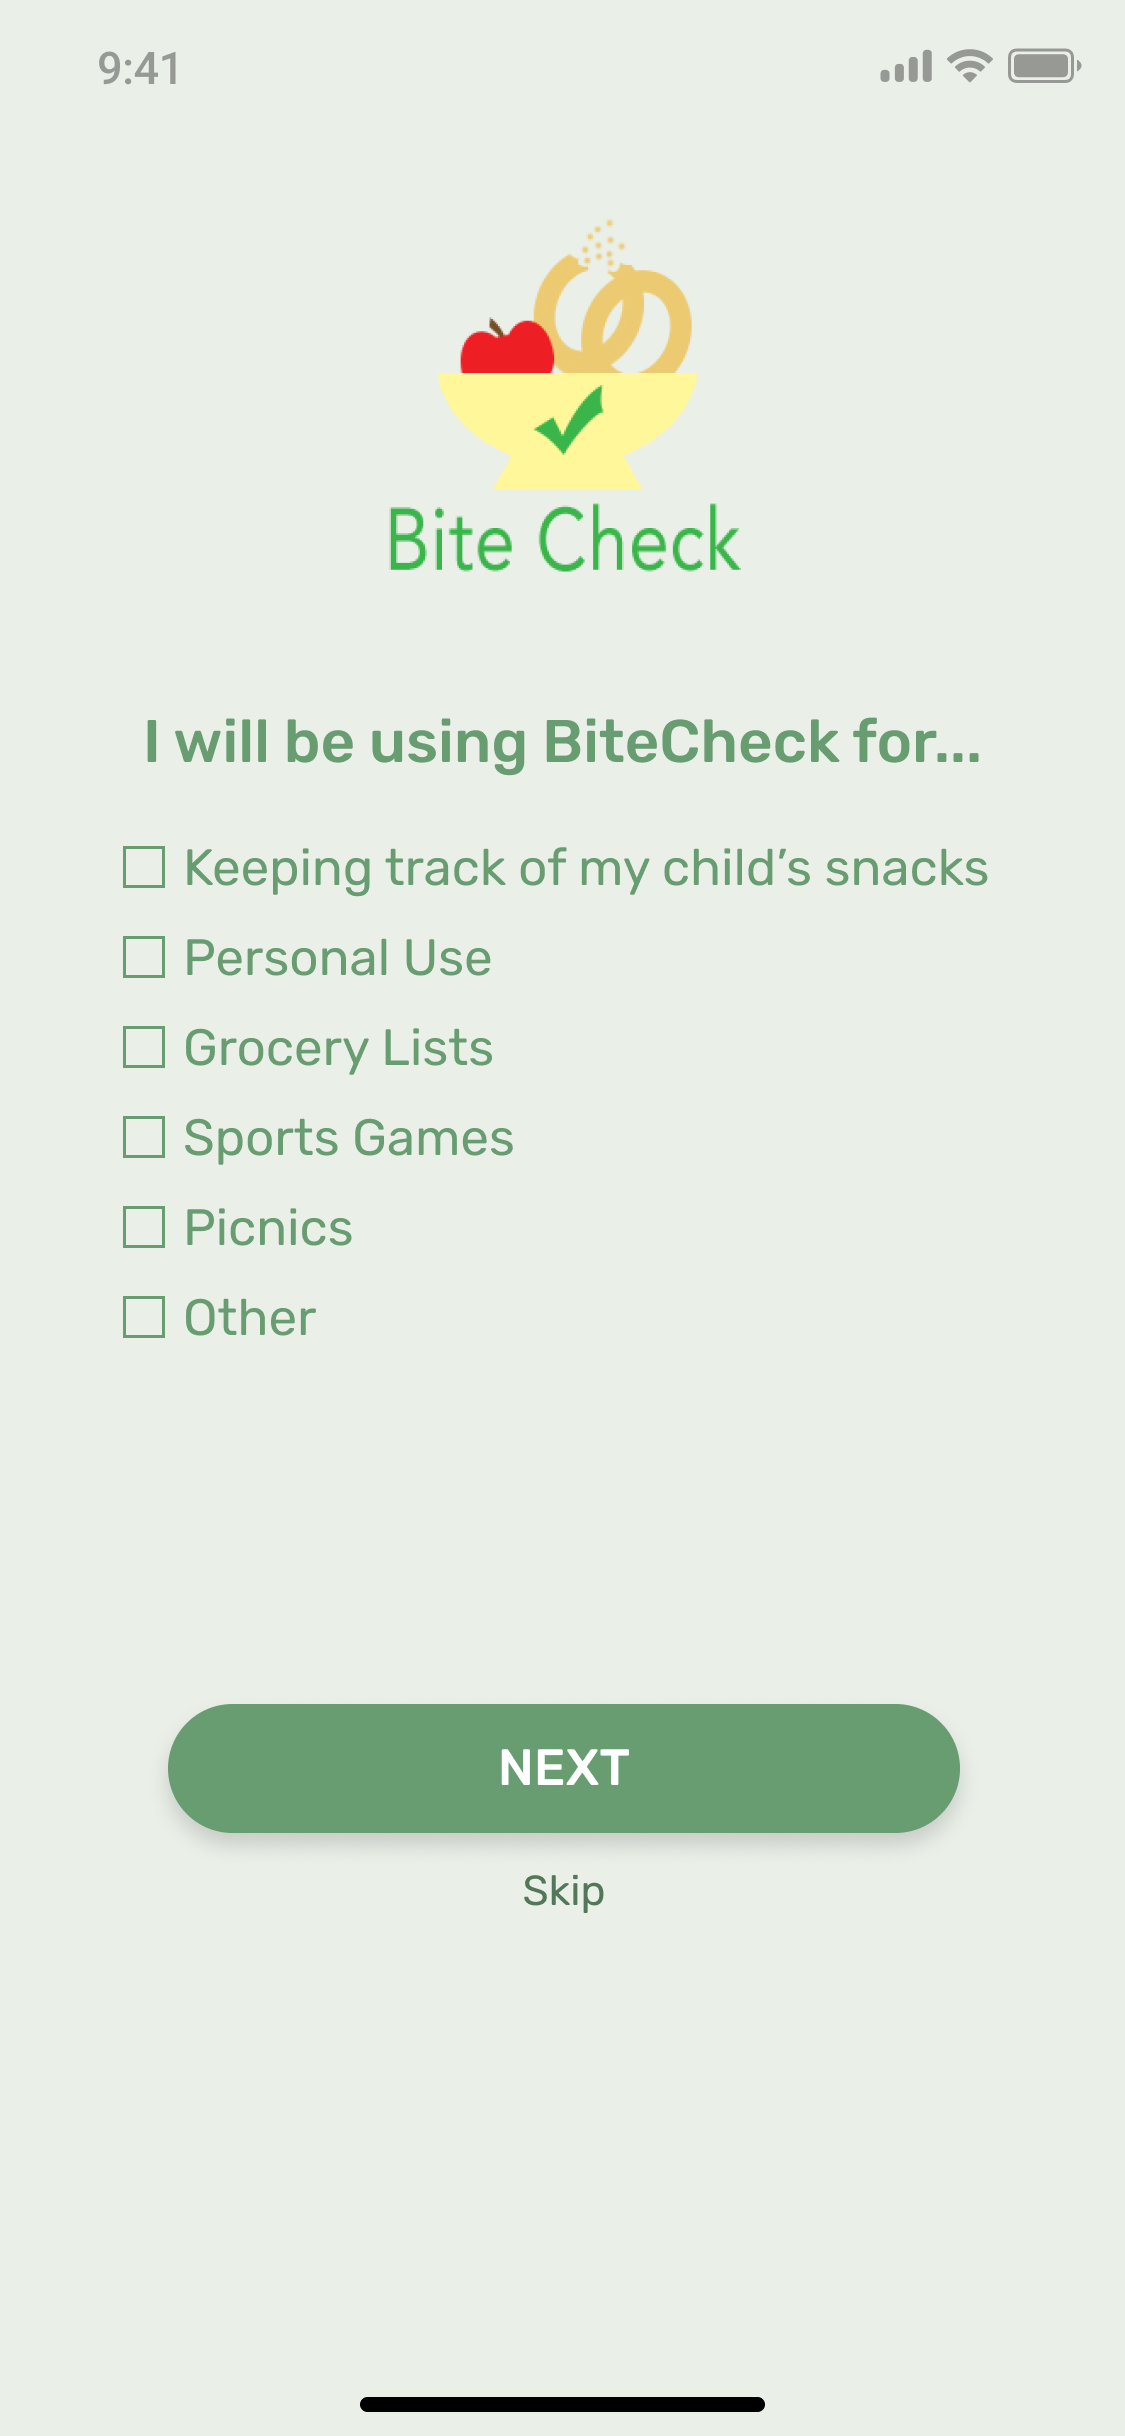 9:41
Bite Check
I will be using BiteCheck for...
Keeping track of my child’s snacks
Personal Use
Grocery Lists
Sports Games
Picnics
Other
NEXT
Skip